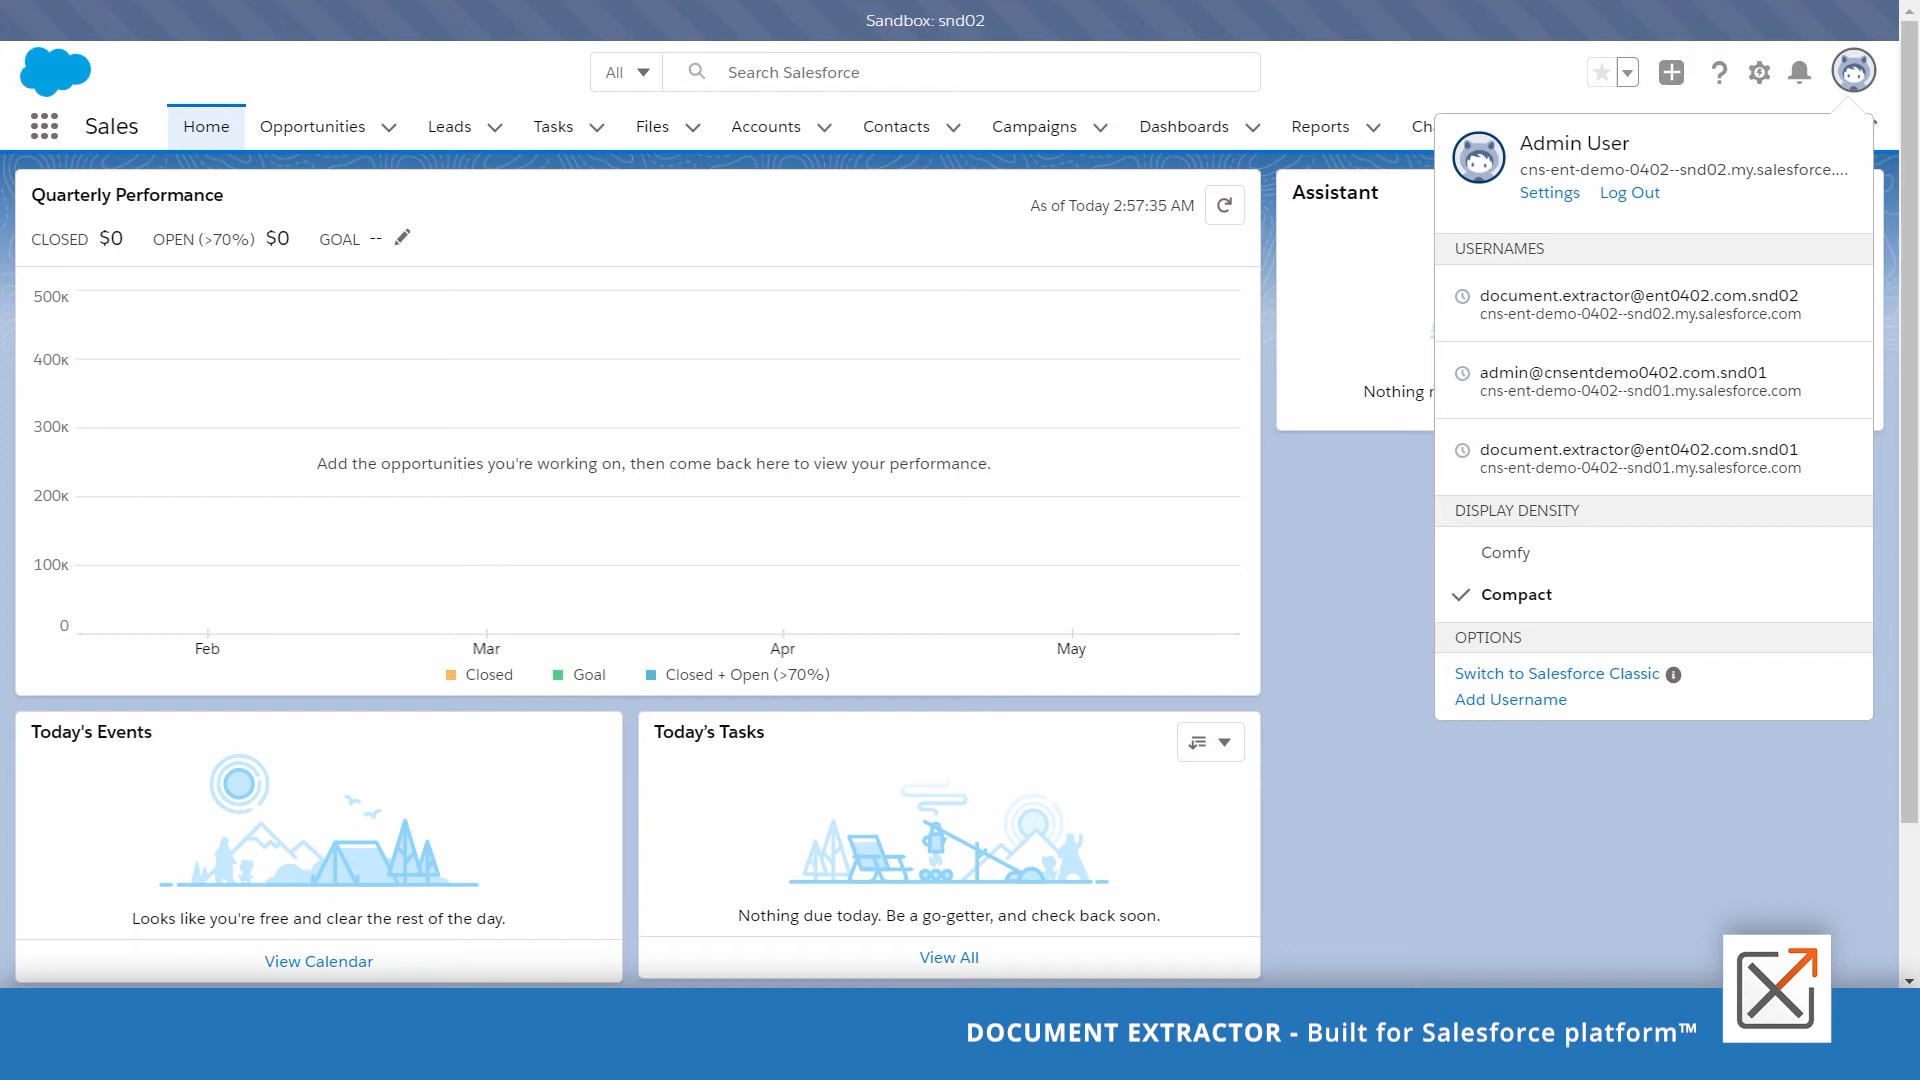 Sandbox: snd02
All
Search Salesforce
Sales
Home
Opportunities
Leads
Tasks
Files
Accounts
Contacts
Campaigns
Dashboards
Reports
Admin User
cns-ent-demo-0402--snd02.my.salesforce....
Settings Log Out
USERNAMES
document.extractor@ent0402.com.snd02
cns-ent-demo-0402--snd02.my.salesforce.com
admin@cnsentdemo0402.com.snd01
cns-ent-demo-0402--snd01.my.salesforce.com
document.extractor@ent0402.com.snd01
cns-ent-demo-0402--snd01.my.salesforce.com
DISPLAY DENSITY
Comfy
Compact
OPTIONS
Switch to Salesforce Classic
Add Username
Quarterly Performance
As of Today 2:57:35 AM
CLOSED $0 OPEN (>70%) $0 GOAL --
500K
400K
300K
200K
100K
0
Add the opportunities you're working on, then come back here to view your performance.
Feb Mar Apr May
Closed Goal Closed + Open (>70%)
Assistant
Nothing
Today's Events
Looks like you're free and clear the rest of the day.
View Calendar
Today’s Tasks
Nothing due today. Be a go-getter, and check back soon.
View All
DOCUMENT EXTRACTOR - Built for Salesforce platform™